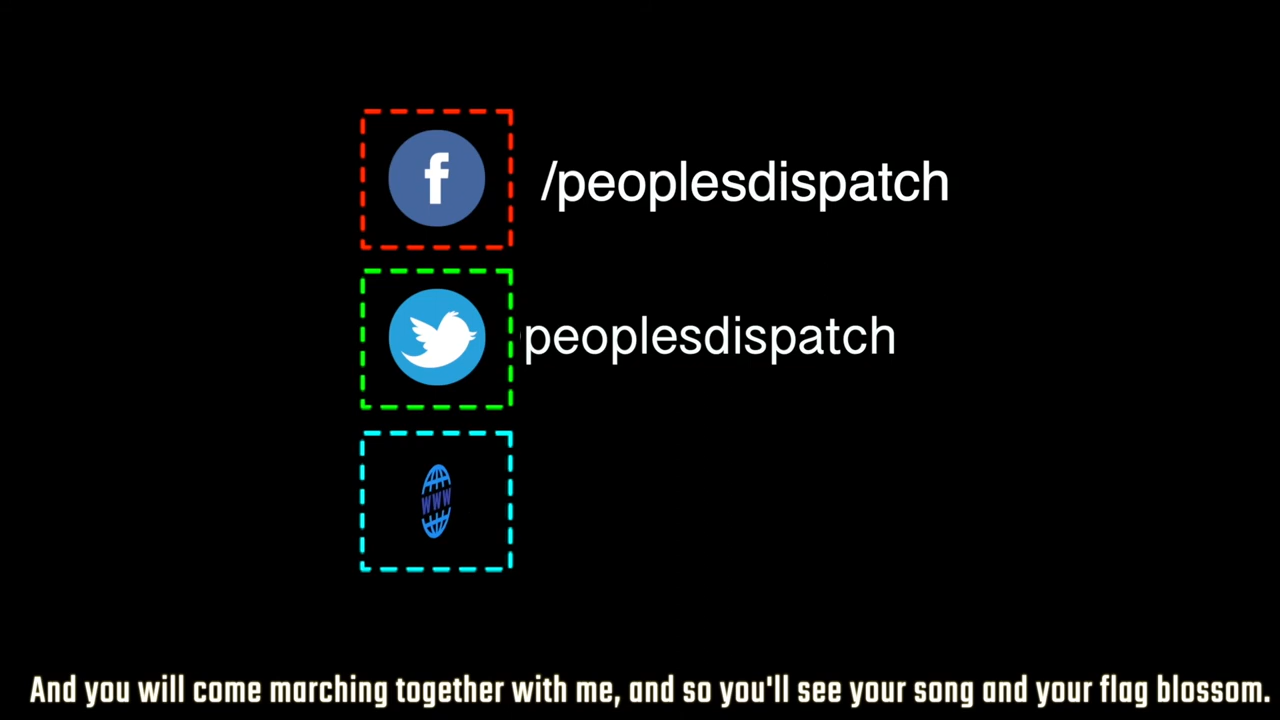 f /peoplesdispatch
peoplesdispatch
WWW
And you will come marching together with me, and so you'll see your song and your flag blossom.